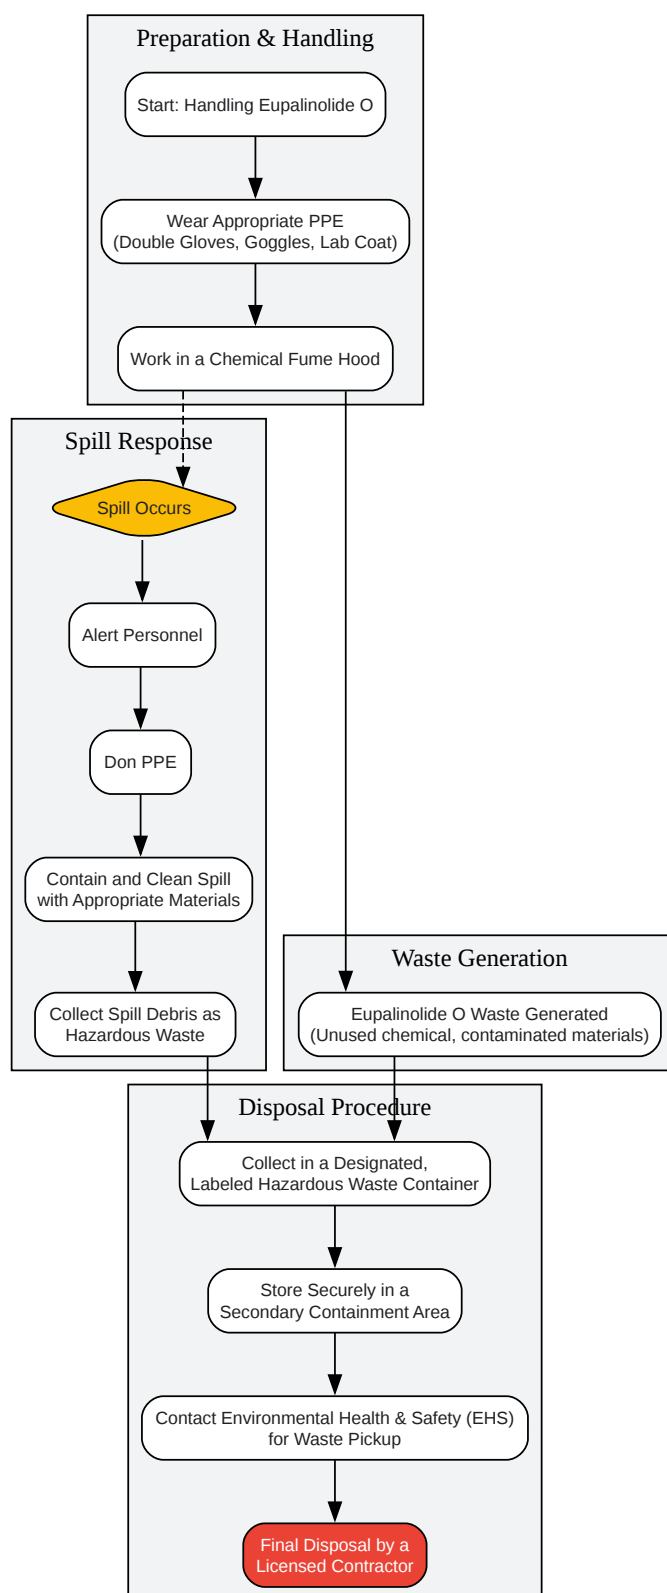 Preparation & Handling
Start: Handling Eupalinolide O
Wear Appropriate PPE
(Double Gloves, Goggles, Lab Coat)
Work in a Chemical Fume Hood
Spill Response
Spill Occurs
Alert Personnel
Don PPE
Contain and Clean Spill
with Appropriate Materials
Collect Spill Debris as
Hazardous Waste
Waste Generation
Eupalinolide O Waste Generated
(Unused chemical, contaminated materials)
Disposal Procedure
Collect in a Designated,
Labeled Hazardous Waste Container
Store Securely in a
Secondary Containment Area
Contact Environmental Health & Safety (EHS)
for Waste Pickup
Final Disposal by a
Licensed Contractor